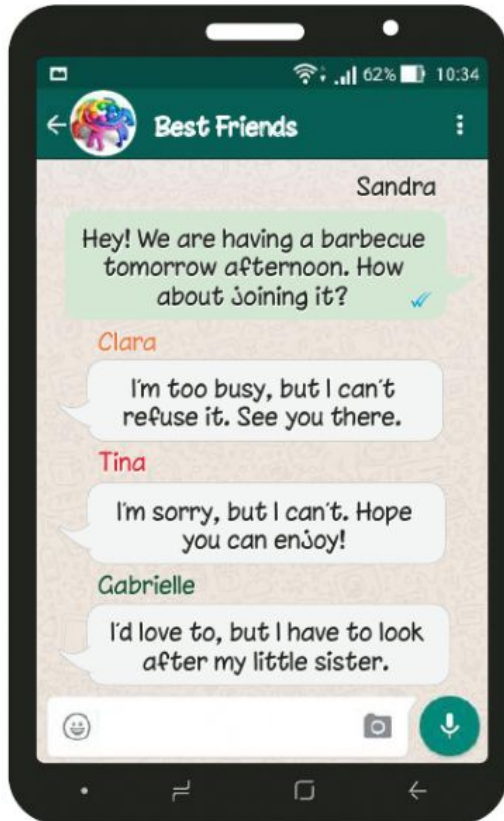 62% 10:34
Best Friends
Sandra
Hey! We are having a barbecue
tomorrow afternoon. How
about joining it?
Clara
I'm too busy, but I can't
refuse it. See you there.
Tina
I'm sorry, but I can't. Hope
you can enjoy!
Gabrielle
I'd love to, but I have to look
after my little sister.